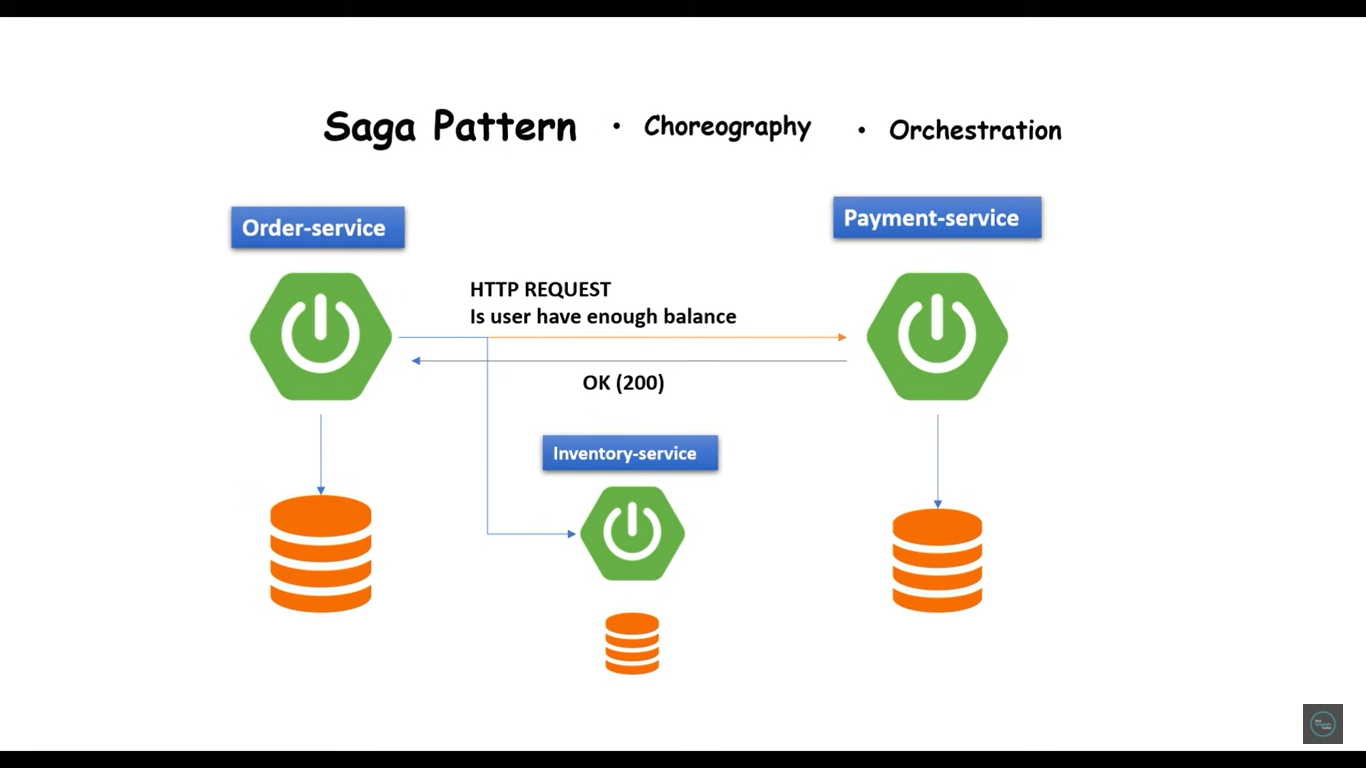 Saga Pattern • Choreography • Orchestration
Order-service
Payment-service
HTTP REQUEST
Is user have enough balance
OK (200)
Inventory-service